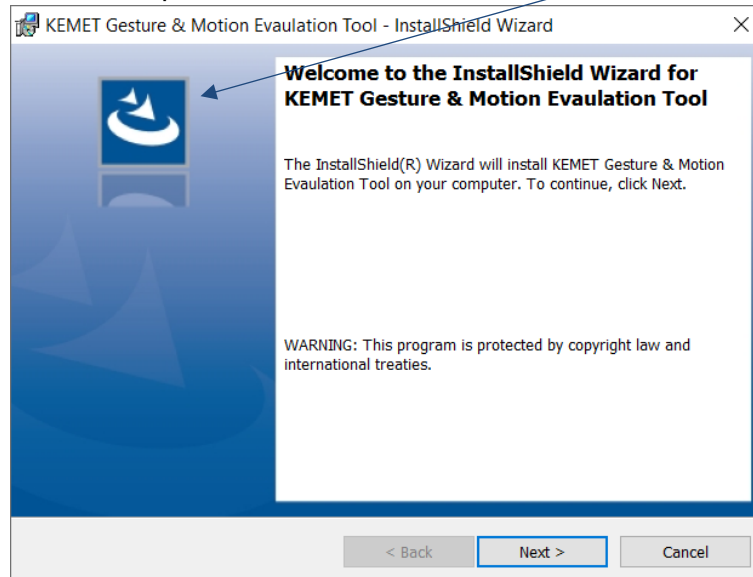 KEMET Gesture & Motion Evaulation Tool - InstallShield Wizard
Welcome to the InstallShield Wizard for
KEMET Gesture & Motion Evaulation Tool
The InstallShield(R) Wizard will install KEMET Gesture & Motion
Evaulation Tool on your computer. To continue, click Next.
WARNING: This program is protected by copyright law and
international treaties.
< Back
Next >
Cancel